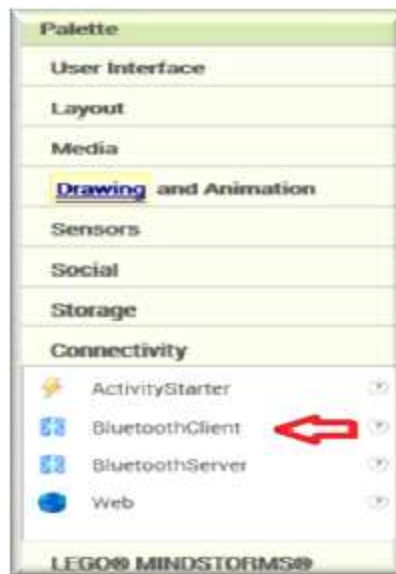 Palette
User Interface
Layout
Media
Drawing and Animation
Sensors
Social
Storage
Connectivity
ActivityStarter ?
BluetoothClient ?
BluetoothServer ?
Web ?
LEGO® MINDSTORMS®